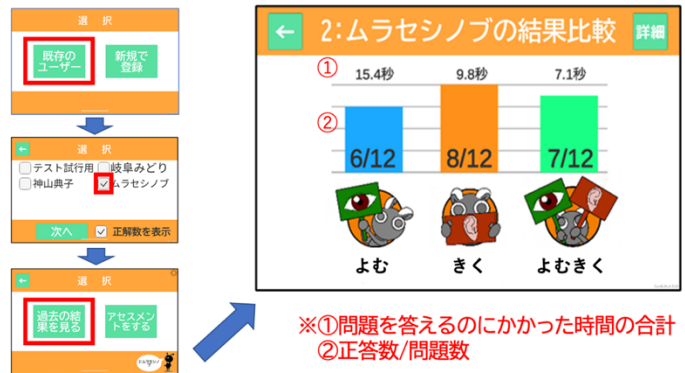 選 択
既存の
ユーザー
新規で
登録
選 択
テスト試行用
岐阜みどり
神山典子
ムラセシノブ
次へ
正解数を表示
選 択
過去の結
果を見る
アセスメン
トをする
2:ムラセシノブの結果比較
詳細
①
15.4秒
9.8秒
7.1秒
②
6/12
8/12
7/12
よむ
きく
よむきく
※①問題を答えるのにかかった時間の合計
②正答数/問題数